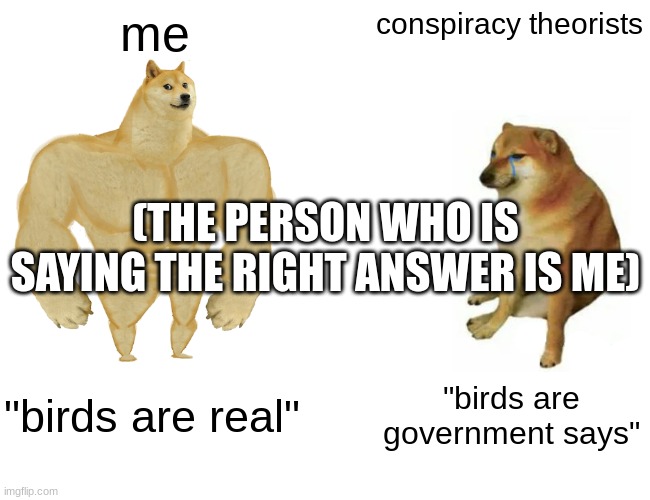 me
conspiracy theorists
(THE PERSON WHO IS
SAYING THE RIGHT ANSWER IS ME)
"birds are real"
"birds are
government says"
imgflip.com